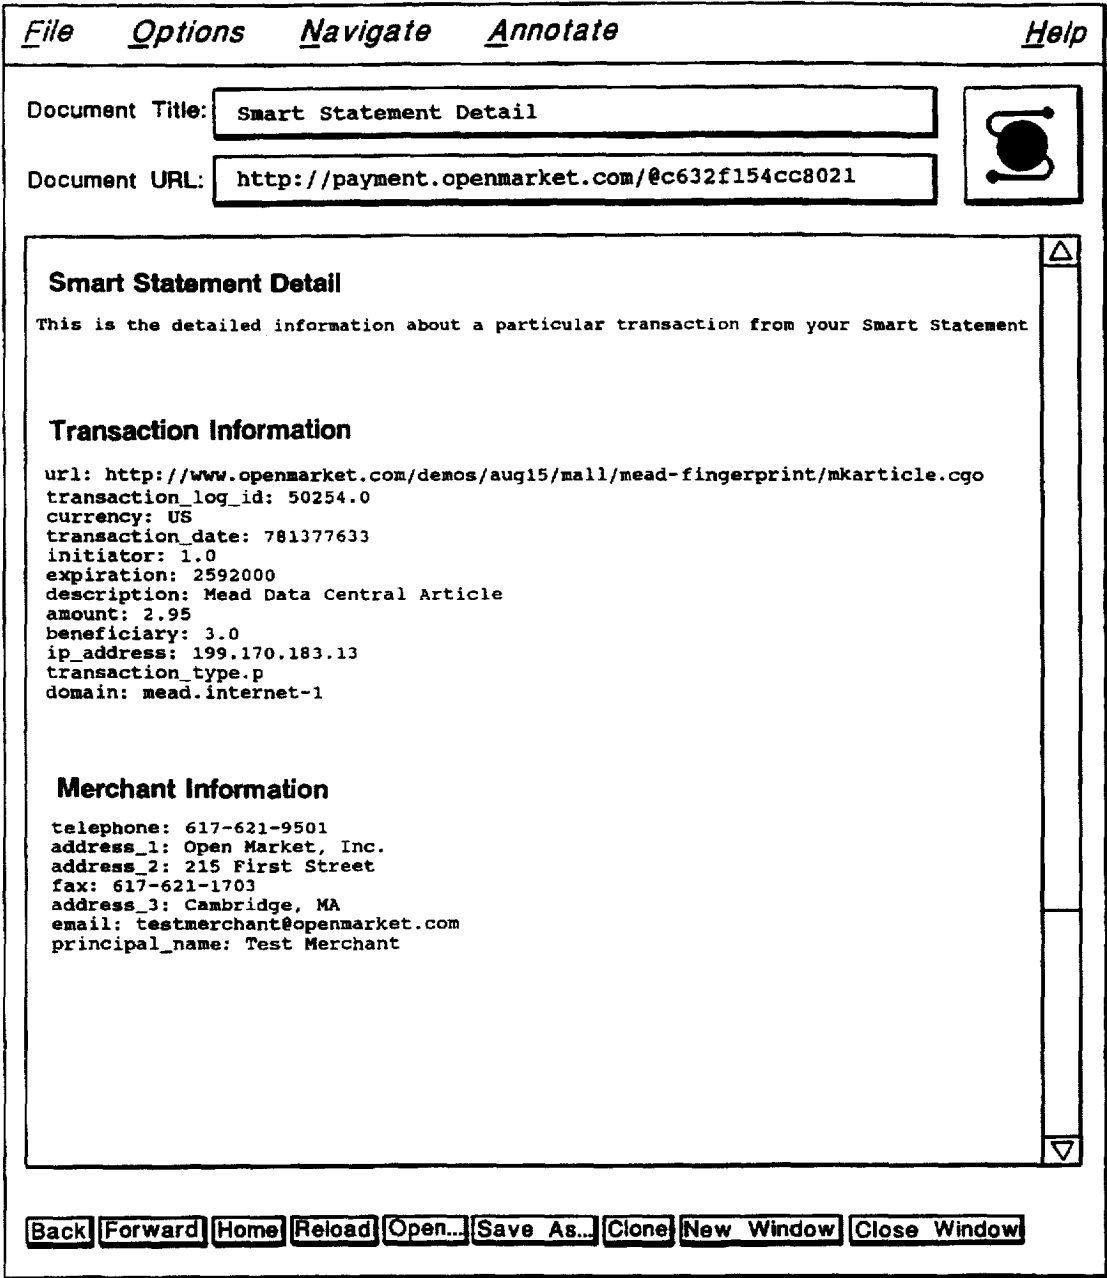 File Options Navigate Annotate Help
Document Title: Smart Statement Detail
Document URL: http://payment.openmarket.com/@c632f154cc8021
Smart Statement Detail
This is the detailed information about a particular transaction from your Smart Statement
Transaction Information
url: http://www.openmarket.com/demos/aug15/mall/mead-fingerprint/mkarticle.cgo
transaction_log_id: 50254.0
currency: US
transaction_date: 781377633
initiator: 1.0
expiration: 2592000
description: Mead Data Central Article
amount: 2.95
beneficiary: 3.0
ip_address: 199.170.183.13
transaction_type.p
domain: mead.internet-1
Merchant Information
telephone: 617-621-9501
address_1: Open Market, Inc.
address_2: 215 First Street
fax: 617-621-1703
address_3: Cambridge, MA
email: testmerchant@openmarket.com
principal_name: Test Merchant
Back Forward Home Reload Open... Save As... Clone New Window Close Window